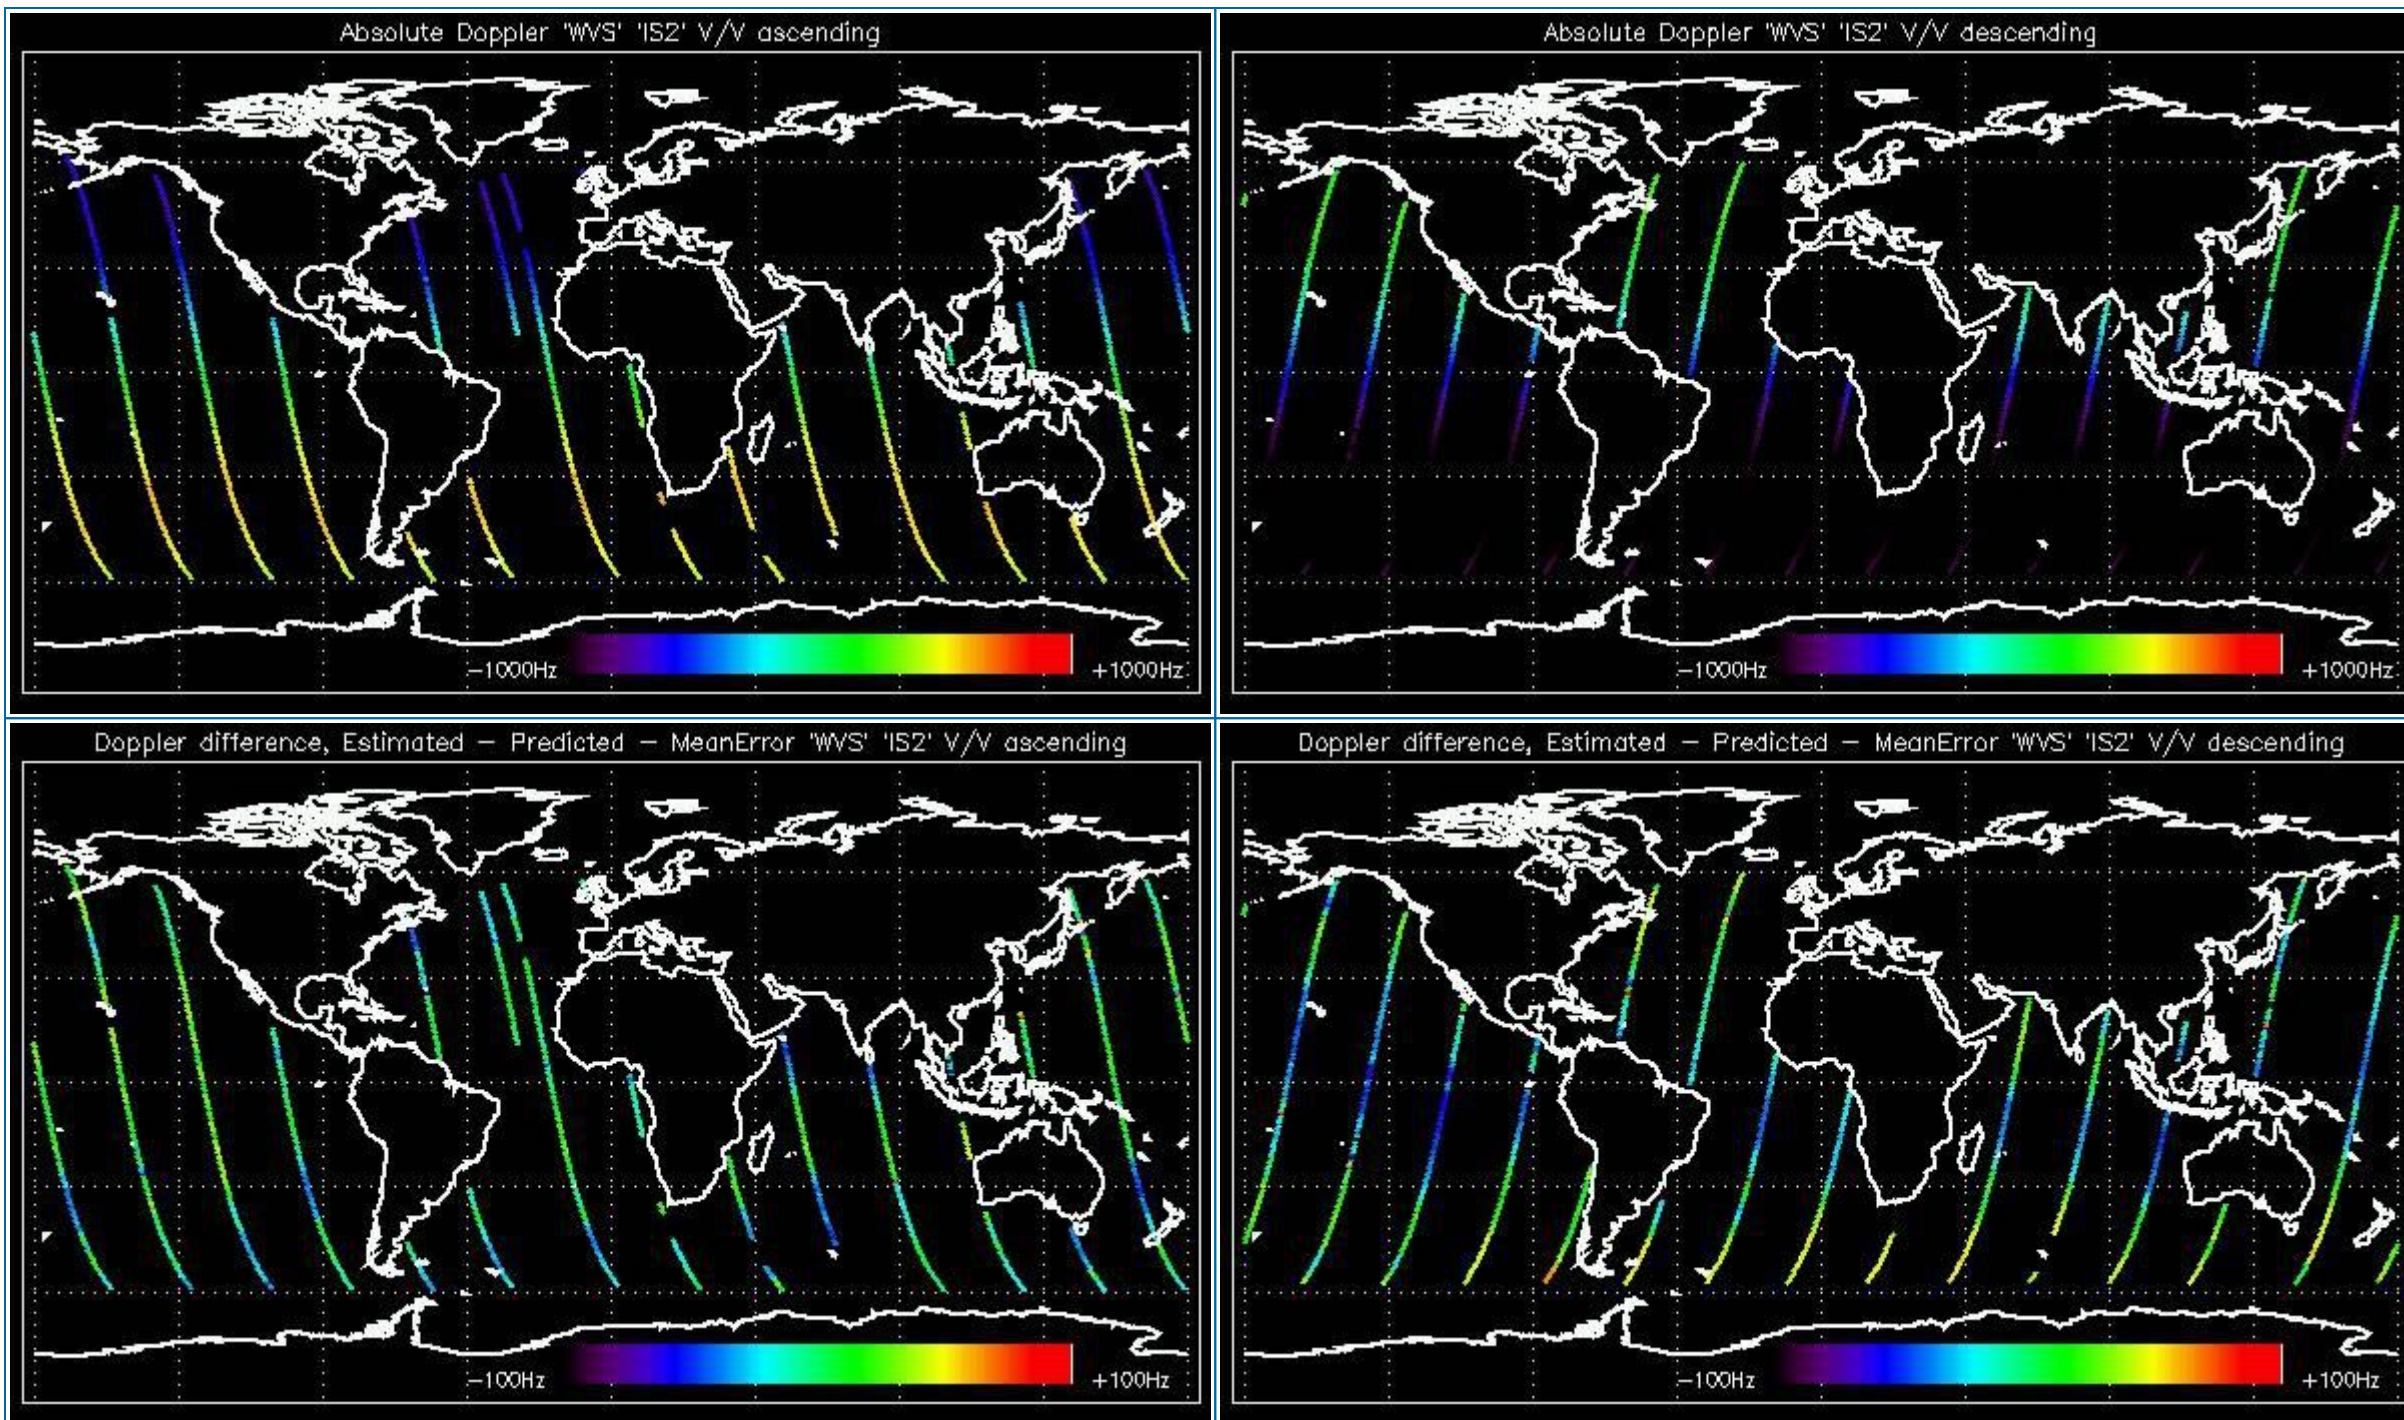 Absolute Doppler 'WVS' 'IS2' V/V ascending
-1000Hz
+1000Hz
Absolute Doppler 'WVS' 'IS2' V/V descending
-1000Hz
+1000Hz
Doppler difference, Estimated - Predicted - MeanError 'WVS' 'IS2' V/V ascending
-100Hz
+100Hz
Doppler difference, Estimated - Predicted - MeanError 'WVS' 'IS2' V/V descending
-100Hz
+100Hz